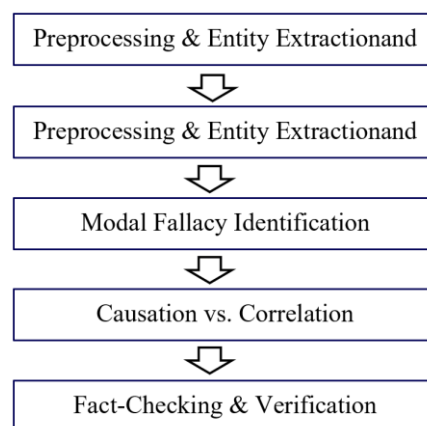 Preprocessing & Entity Extractionand
Preprocessing & Entity Extractionand
Modal Fallacy Identification
Causation vs. Correlation
Fact-Checking & Verification